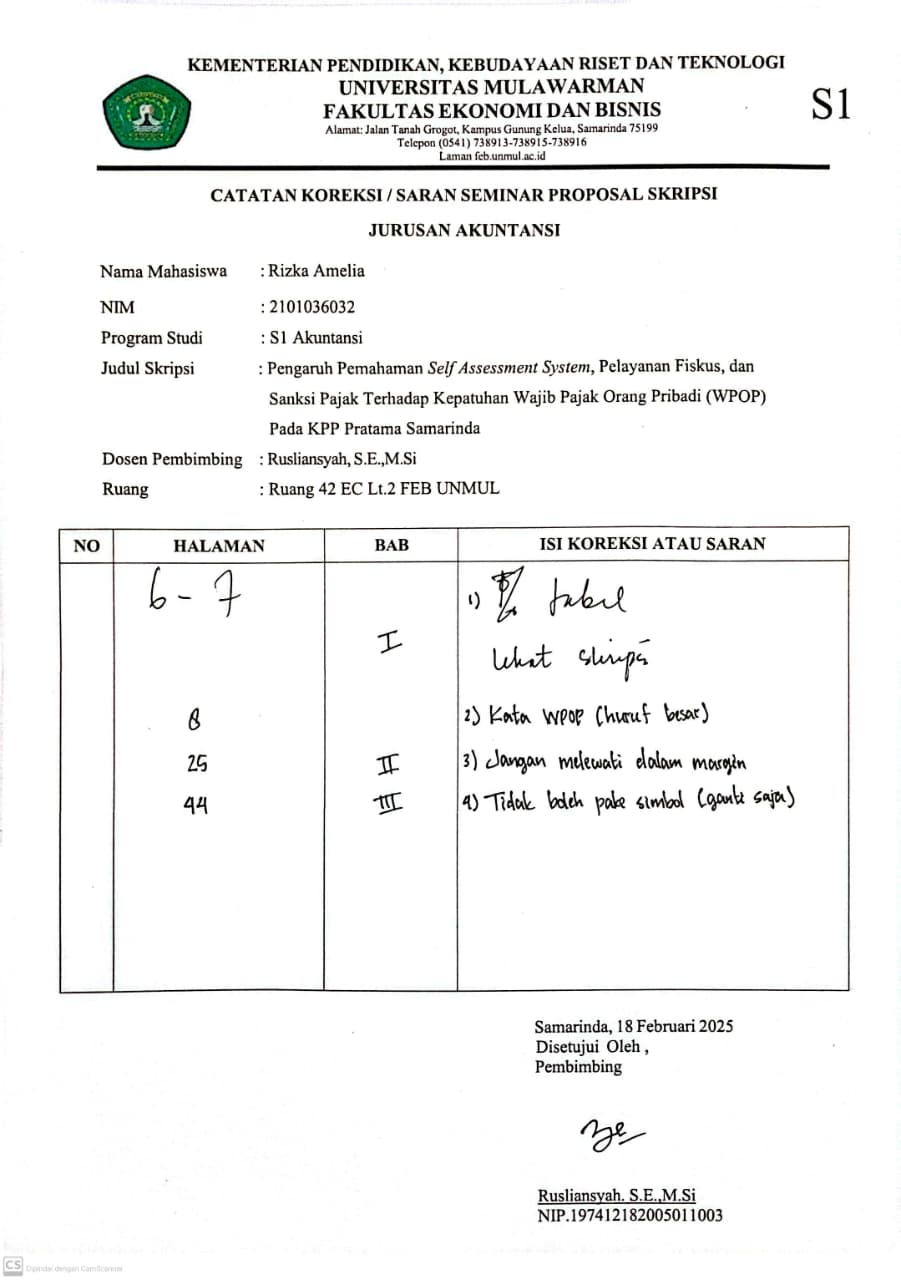 KEMENTERIAN PENDIDIKAN, KEBUDAYAAN RISET DAN TEKNOLOGI
UNIVERSITAS MULAWARMAN
FAKULTAS EKONOMI DAN BISNIS
S1
Alamat: Jalan Tanah Grogot, Kampus Gunung Kelua, Samarinda 75199
Telepon (0541) 738913-738915-738916
Laman feb.unmul.ac.id
CATATAN KOREKSI / SARAN SEMINAR PROPOSAL SKRIPSI
JURUSAN AKUNTANSI
Nama Mahasiswa : Rizka Amelia
NIM : 2101036032
Program Studi : S1 Akuntansi
Judul Skripsi : Pengaruh Pemahaman Self Assessment System, Pelayanan Fiskus, dan
Sanksi Pajak Terhadap Kepatuhan Wajib Pajak Orang Pribadi (WPOP)
Pada KPP Pratama Samarinda
Dosen Pembimbing : Rusliansyah, S.E.,M.Si
Ruang : Ruang 42 EC Lt.2 FEB UNMUL
NO HALAMAN BAB ISI KOREKSI ATAU SARAN
6 - 7 1) tabel
I
Lihat skripsi
8 2) Kata WPOP (huruf besar)
25 II 3) Jangan melewati dalam margin
44 III 4) Tidak boleh pake simbol (ganti saja)
Samarinda, 18 Februari 2025
Disetujui Oleh ,
Pembimbing
Rusliansyah. S.E.,M.Si
NIP.197412182005011003
CS Dipindai dengan CamScanner